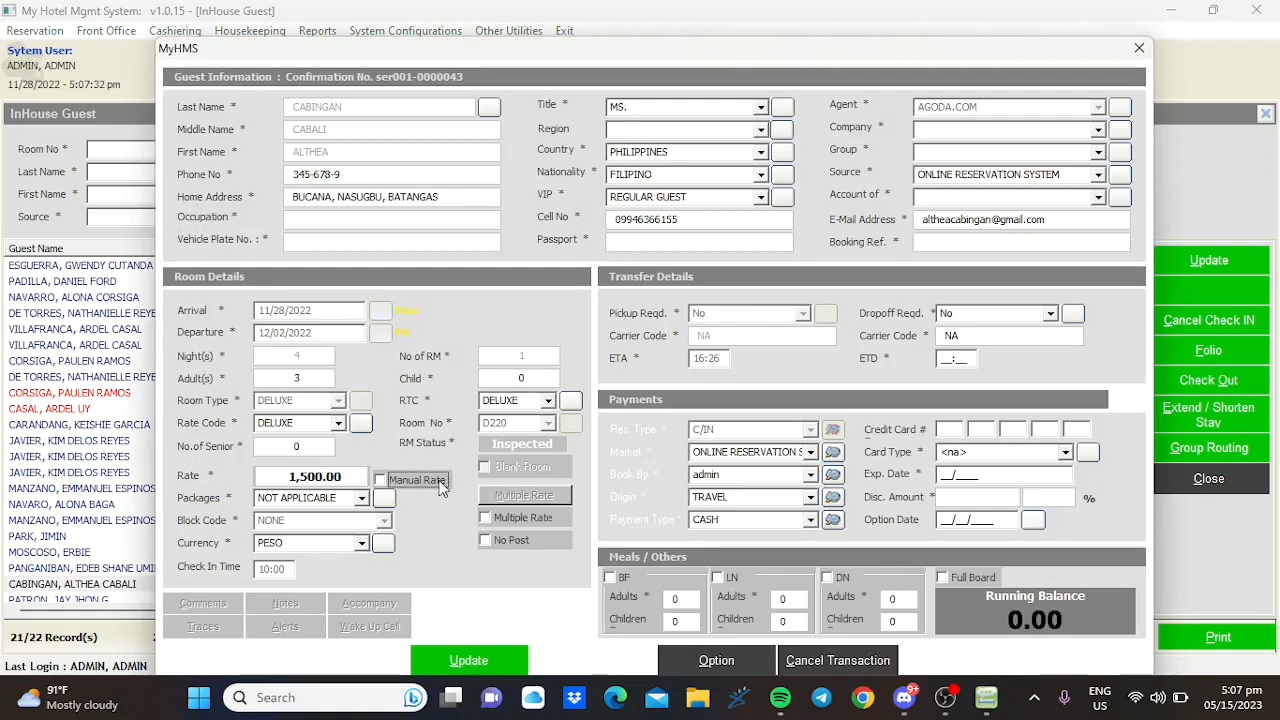 My Hotel Mgmt System: v1.0.15 - [InHouse Guest]
Reservation Front Office Cashiering Housekeeping Reports System Configurations Other Utilities Exit
Sytem User:
ADMIN, ADMIN
11/28/2022 - 5:07:32 pm
InHouse Guest
Room No *
Last Name *
First Name *
Source *
Guest Name
ESGUERRA, GWENDY CUTANDA
PADILLA, DANIEL FORD
NAVARRO, ALONA CORSIGA
DE TORRES, NATHANIELLE REYE
VILLAFRANCA, ARDEL CASAL
VILLAFRANCA, ARDEL CASAL
CORSIGA, PAULEN RAMOS
DE TORRES, NATHANIELLE REYE
CORSIGA, PAULEN RAMOS
CASAL, ARDEL UY
CARANDANG, KEISHIE GARCIA
JAVIER, KIM DELOS REYES
JAVIER, KIM DELOS REYES
JAVIER, KIM DELOS REYES
MANZANO, EMMANUEL ESPINOS
NAVARO, ALONA BAGA
MANZANO, EMMANUEL ESPINOS
PARK, JIMIN
MOSCOSO, ERBIE
PANGANIBAN, EDEB SHANE UMI
CABINGAN, ALTHEA CABALI
PATRON, JAY JHON G
21/22 Record(s)
Last Login : ADMIN, ADMIN
MyHMS
Guest Information : Confirmation No. ser001-0000043
Last Name * CABINGAN
Middle Name * CABALI
First Name * ALTHEA
Phone No * 345-678-9
Home Address * BUCANA, NASUGBU, BATANGAS
Occupation *
Vehicle Plate No. : *
Title * MS.
Region
Country * PHILIPPINES
Nationality * FILIPINO
VIP * REGULAR GUEST
Cell No * 09946366155
Passport *
Agent * AGODA.COM
Company *
Group *
Source * ONLINE RESERVATION SYSTEM
Account of *
E-Mail Address * altheacabingan@gmail.com
Booking Ref. *
Room Details
Arrival * 11/28/2022
Departure * 12/02/2022
Night(s) * 4 No of RM * 1
Adult(s) * 3 Child * 0
Room Type * DELUXE RTC * DELUXE
Rate Code * DELUXE Room No * D220
No.of Senior * 0 RM Status * Inspected
Blank Room
Rate * 1,500.00 Manual Rate
Packages * NOT APPLICABLE Multiple Rate
Block Code * NONE Multiple Rate
Currency * PESO No Post
Check In Time 10:00
Comments Notes Accompany
Traces Alerts Wake Up Call
Transfer Details
Pickup Reqd. * No Dropoff Reqd. * No
Carrier Code * NA Carrier Code * NA
ETA * 16:26 ETD * __:__
Payments
Res. Type * C/IN Credit Card #
Market * ONLINE RESERVATION S Card Type * <na>
Book By * admin Exp. Date * _/____
Origin * TRAVEL Disc. Amount * %
Payment Type * CASH Option Date __/__/____
Meals / Others
BF LN DN Full Board
Adults * 0 Adults * 0 Adults * 0 Running Balance
Children 0 Children 0 Children 0 0.00
Update Option Cancel Transaction
Update
Cancel Check IN
Folio
Check Out
Extend / Shorten
Stay
Group Routing
Close
Print
91°F
Mostly cloudy
Search
9+
ENG
US
5:07 pm
05/15/2023